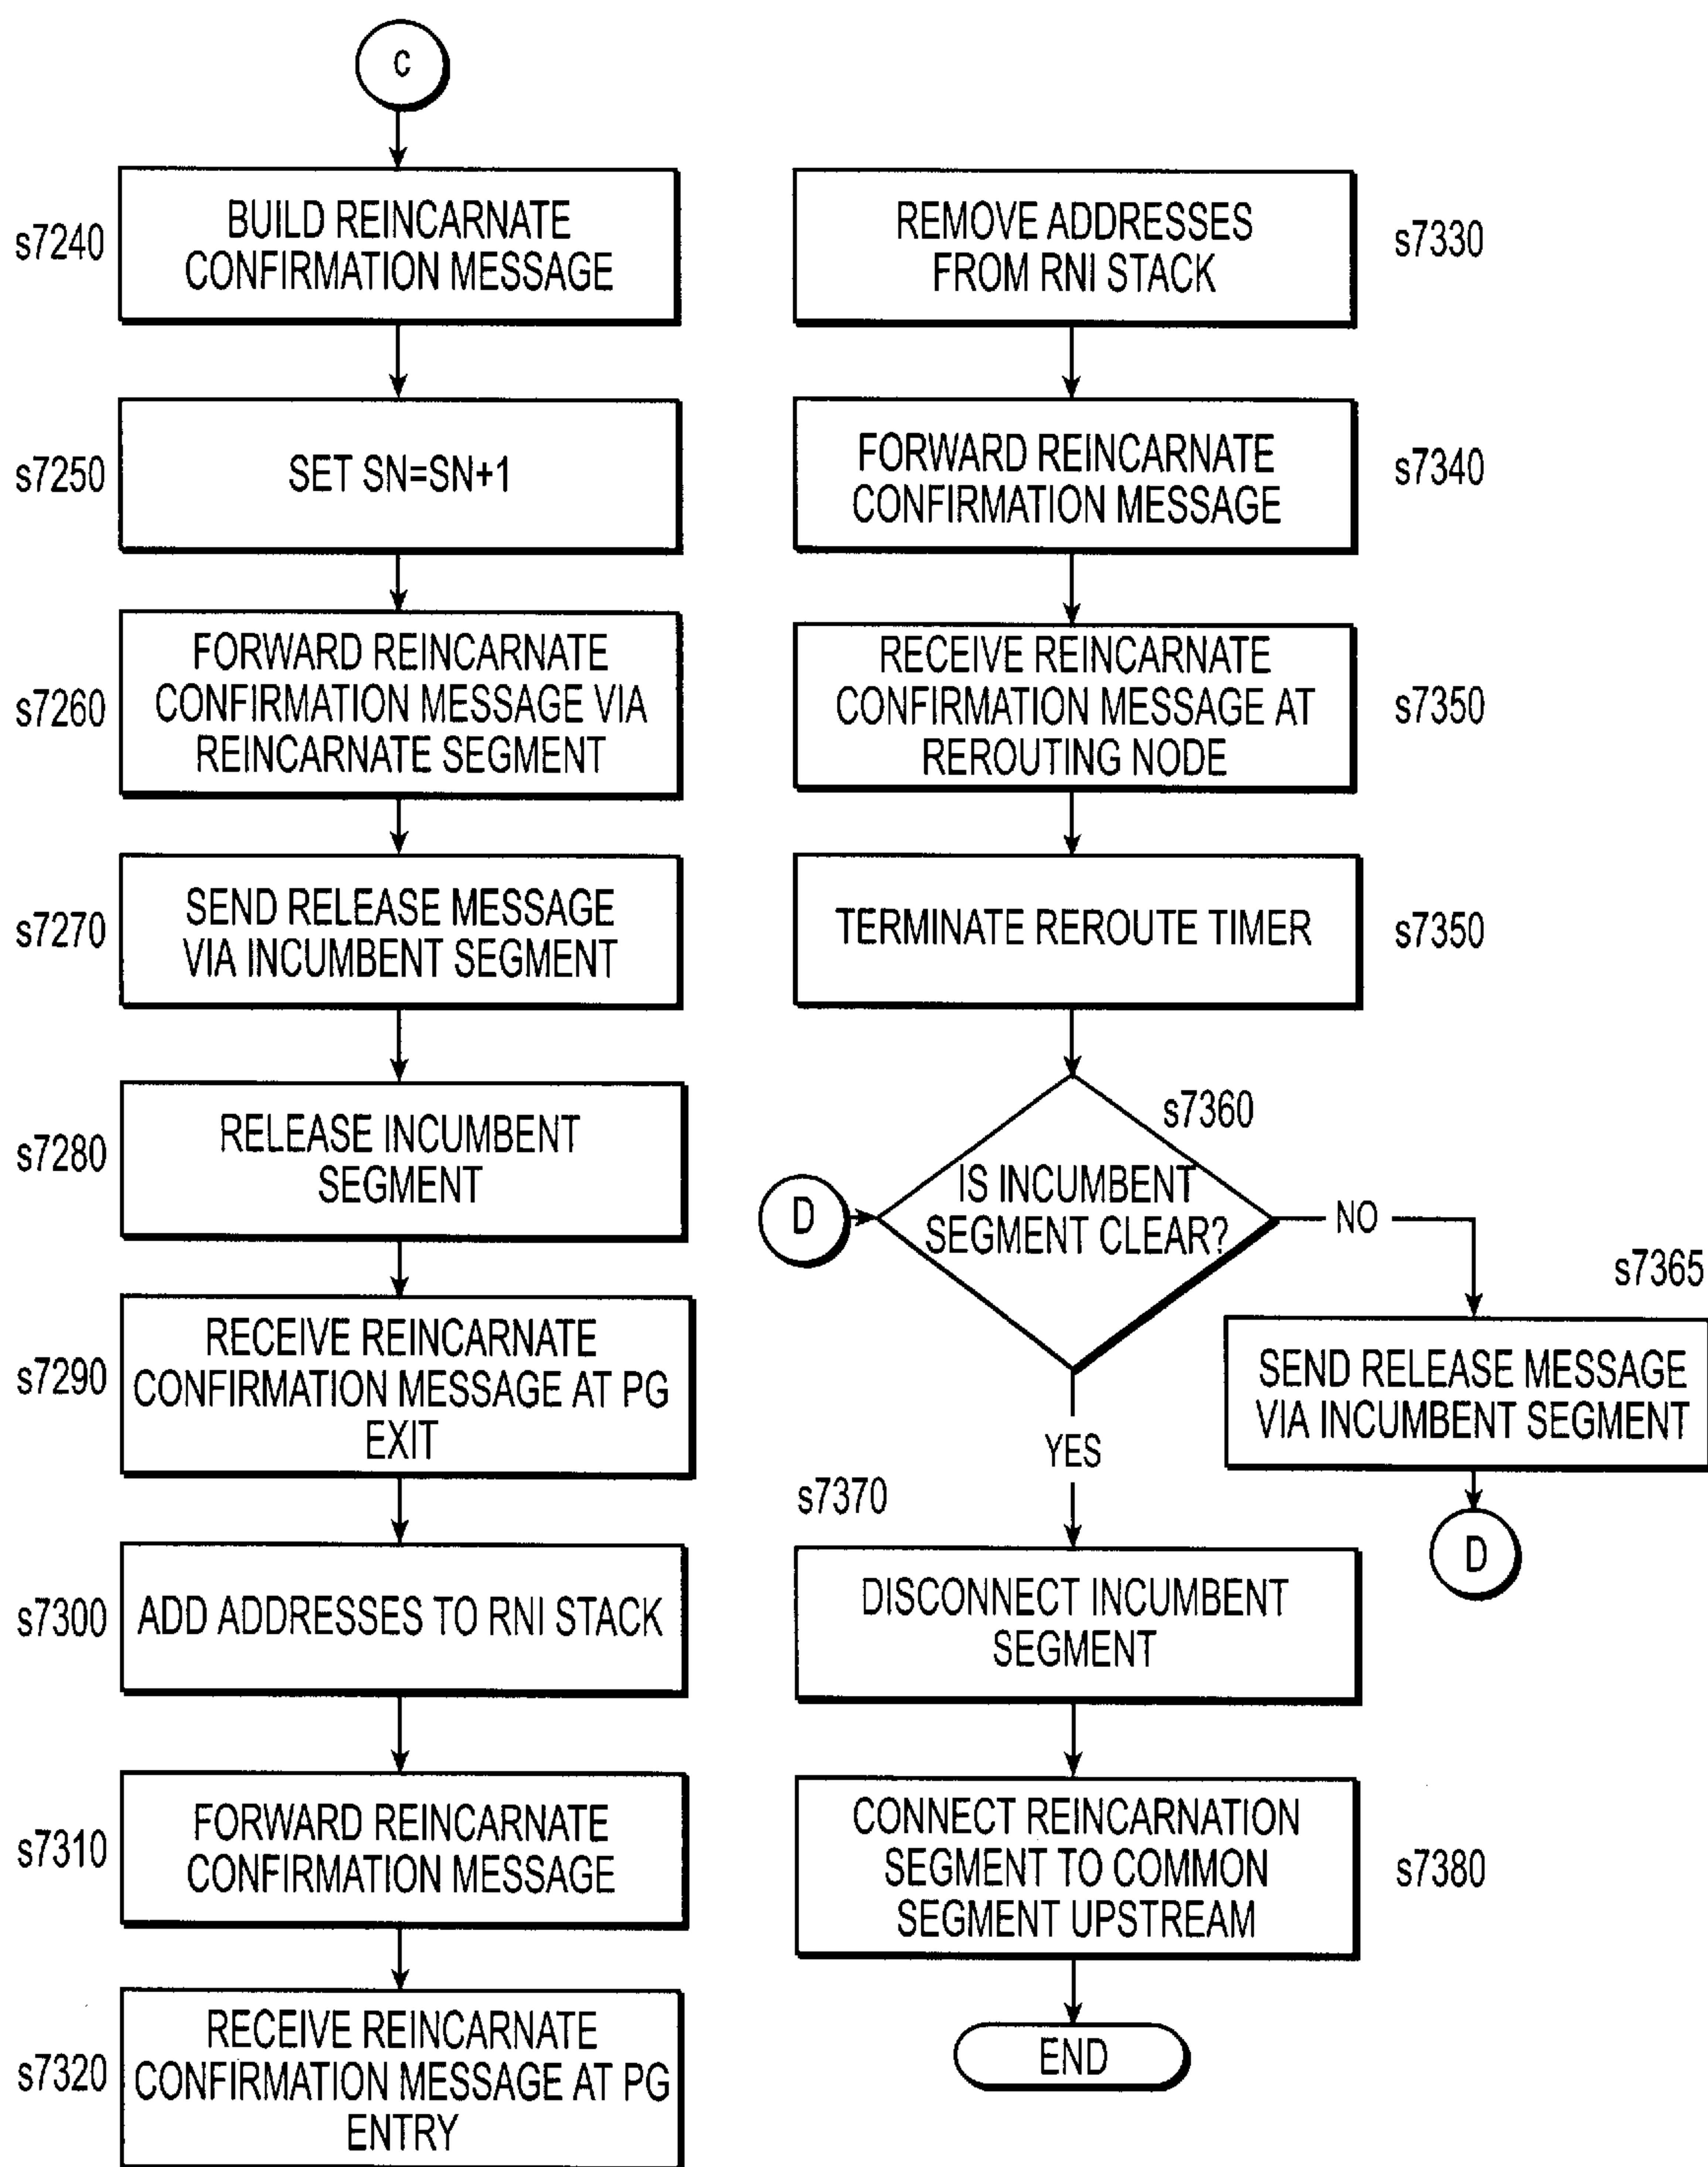 C
s7240
BUILD REINCARNATE
CONFIRMATION MESSAGE
s7250
SET SN=SN+1
s7260
FORWARD REINCARNATE
CONFIRMATION MESSAGE VIA
REINCARNATE SEGMENT
s7270
SEND RELEASE MESSAGE
VIA INCUMBENT SEGMENT
s7280
RELEASE INCUMBENT
SEGMENT
s7290
RECEIVE REINCARNATE
CONFIRMATION MESSAGE AT PG
EXIT
s7300
ADD ADDRESSES TO RNI STACK
s7310
FORWARD REINCARNATE
CONFIRMATION MESSAGE
s7320
RECEIVE REINCARNATE
CONFIRMATION MESSAGE AT PG
ENTRY
REMOVE ADDRESSES
FROM RNI STACK
s7330
FORWARD REINCARNATE
CONFIRMATION MESSAGE
s7340
RECEIVE REINCARNATE
CONFIRMATION MESSAGE AT
REROUTING NODE
s7350
TERMINATE REROUTE TIMER
s7350
s7360
D
IS INCUMBENT
SEGMENT CLEAR?
NO
s7365
SEND RELEASE MESSAGE
VIA INCUMBENT SEGMENT
D
YES
s7370
DISCONNECT INCUMBENT
SEGMENT
CONNECT REINCARNATION
SEGMENT TO COMMON
SEGMENT UPSTREAM
s7380
END